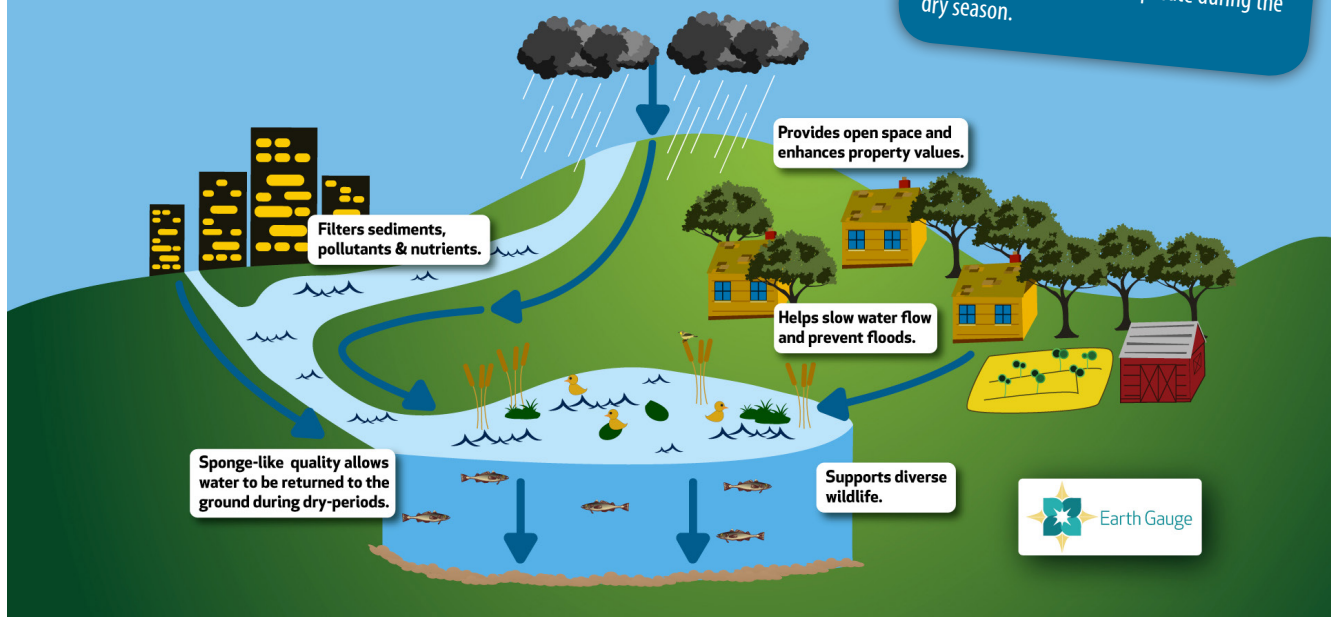 during the
dry season.
Provides open space and
enhances property values.
Filters sediments,
pollutants & nutrients.
Helps slow water flow
and prevent floods.
Sponge-like quality allows
water to be returned to the
ground during dry-periods.
Supports diverse
wildlife.
Earth Gauge